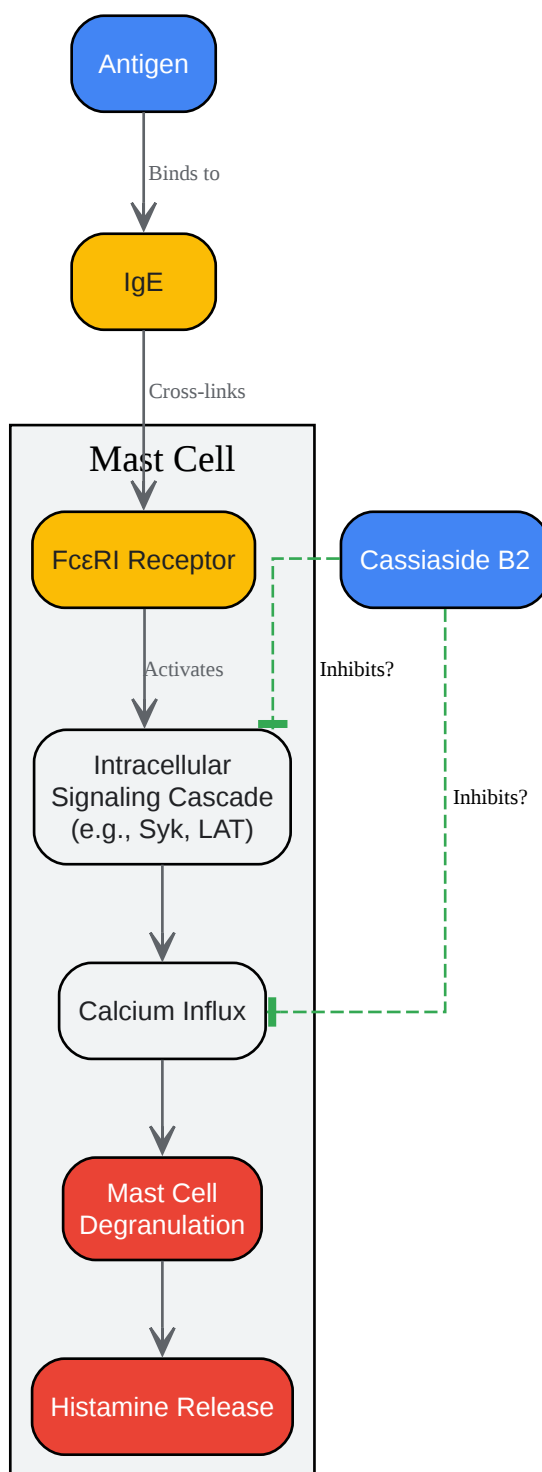 Antigen
Binds to
IgE
Cross-links
Mast Cell
FcεRI Receptor
Cassiaside B2
Activates
Inhibits?
Intracellular
Signaling Cascade
(e.g., Syk, LAT)
Inhibits?
Calcium Influx
Mast Cell
Degranulation
Histamine Release